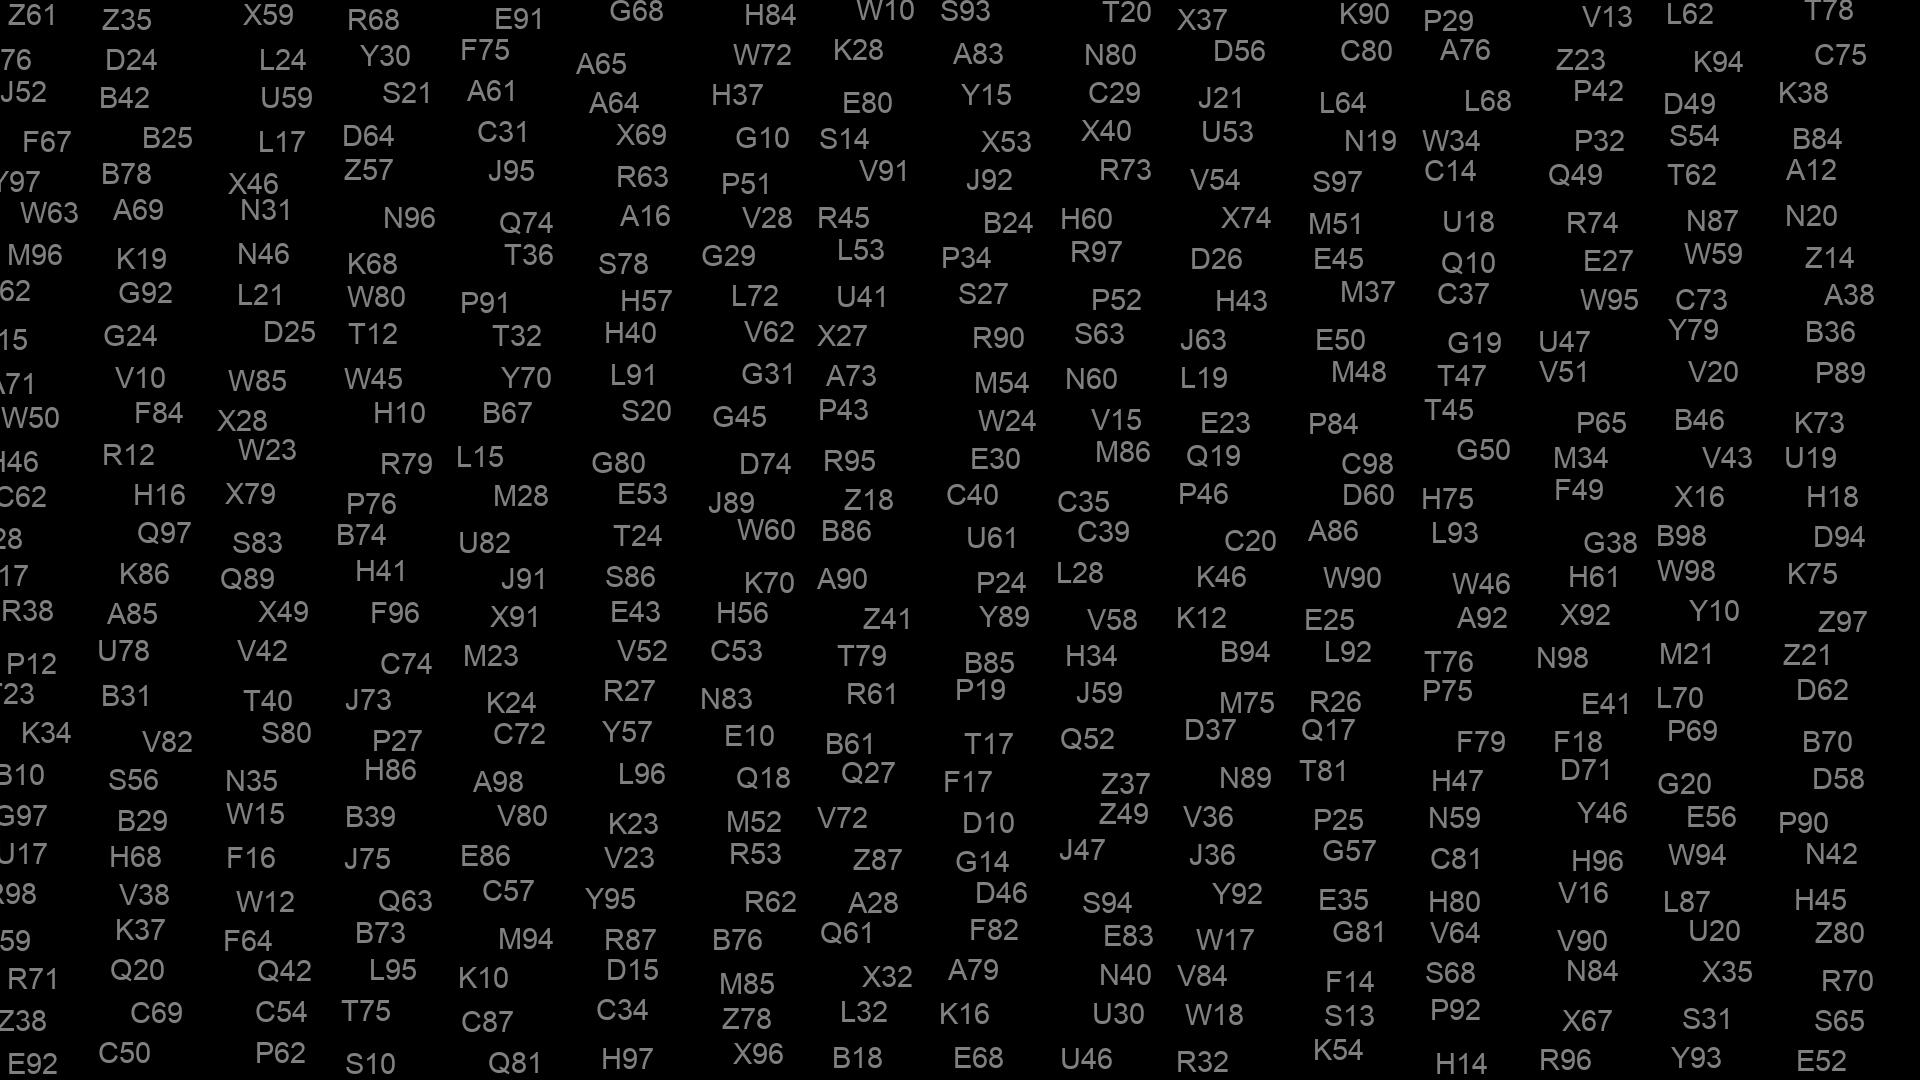 Z61 Z35 X59 R68 E91 G68 H84 W10 S93 T20 X37 K90 P29 V13 L62 T78
76 D24 L24 Y30 F75 A65 W72 K28 A83 N80 D56 C80 A76 Z23 K94 C75
J52 B42 U59 S21 A61 A64 H37 E80 Y15 C29 J21 L64 L68 P42 D49 K38
F67 B25 L17 D64 C31 X69 G10 S14 X53 X40 U53 N19 W34 P32 S54 B84
Y97 B78 X46 Z57 J95 R63 P51 V91 J92 R73 V54 S97 C14 Q49 T62 A12
W63 A69 N31 N96 Q74 A16 V28 R45 B24 H60 X74 M51 U18 R74 N87 N20
M96 K19 N46 K68 T36 S78 G29 L53 P34 R97 D26 E45 Q10 E27 W59 Z14
62 G92 L21 W80 P91 H57 L72 U41 S27 P52 H43 M37 C37 W95 C73 A38
15 G24 D25 T12 T32 H40 V62 X27 R90 S63 J63 E50 G19 U47 Y79 B36
A71 V10 W85 W45 Y70 L91 G31 A73 M54 N60 L19 M48 T47 V51 V20 P89
W50 F84 X28 H10 B67 S20 G45 P43 W24 V15 E23 P84 T45 P65 B46 K73
H46 R12 W23 R79 L15 G80 D74 R95 E30 M86 Q19 C98 G50 M34 V43 U19
C62 H16 X79 P76 M28 E53 J89 Z18 C40 C35 P46 D60 H75 F49 X16 H18
28 Q97 S83 B74 U82 T24 W60 B86 U61 C39 C20 A86 L93 G38 B98 D94
17 K86 Q89 H41 J91 S86 K70 A90 P24 L28 K46 W90 W46 H61 W98 K75
R38 A85 X49 F96 X91 E43 H56 Z41 Y89 V58 K12 E25 A92 X92 Y10 Z97
P12 U78 V42 C74 M23 V52 C53 T79 B85 H34 B94 L92 T76 N98 M21 Z21
23 B31 T40 J73 K24 R27 N83 R61 P19 J59 M75 R26 P75 E41 L70 D62
K34 V82 S80 P27 C72 Y57 E10 B61 T17 Q52 D37 Q17 F79 F18 P69 B70
B10 S56 N35 H86 A98 L96 Q18 Q27 F17 Z37 N89 T81 H47 D71 G20 D58
G97 B29 W15 B39 V80 K23 M52 V72 D10 Z49 V36 P25 N59 Y46 E56 P90
U17 H68 F16 J75 E86 V23 R53 Z87 G14 J47 J36 G57 C81 H96 W94 N42
R98 V38 W12 Q63 C57 Y95 R62 A28 D46 S94 Y92 E35 H80 V16 L87 H45
59 K37 F64 B73 M94 R87 B76 Q61 F82 E83 W17 G81 V64 V90 U20 Z80
R71 Q20 Q42 L95 K10 D15 M85 X32 A79 N40 V84 F14 S68 N84 X35 R70
Z38 C69 C54 T75 C87 C34 Z78 L32 K16 U30 W18 S13 P92 X67 S31 S65
E92 C50 P62 S10 Q81 H97 X96 B18 E68 U46 R32 K54 H14 R96 Y93 E52